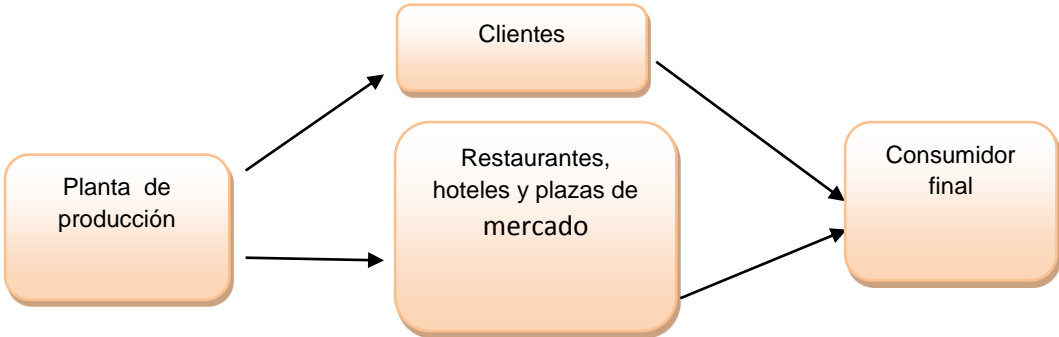 Clientes
Planta de
producción
Restaurantes,
hoteles y plazas de
mercado
Consumidor
final